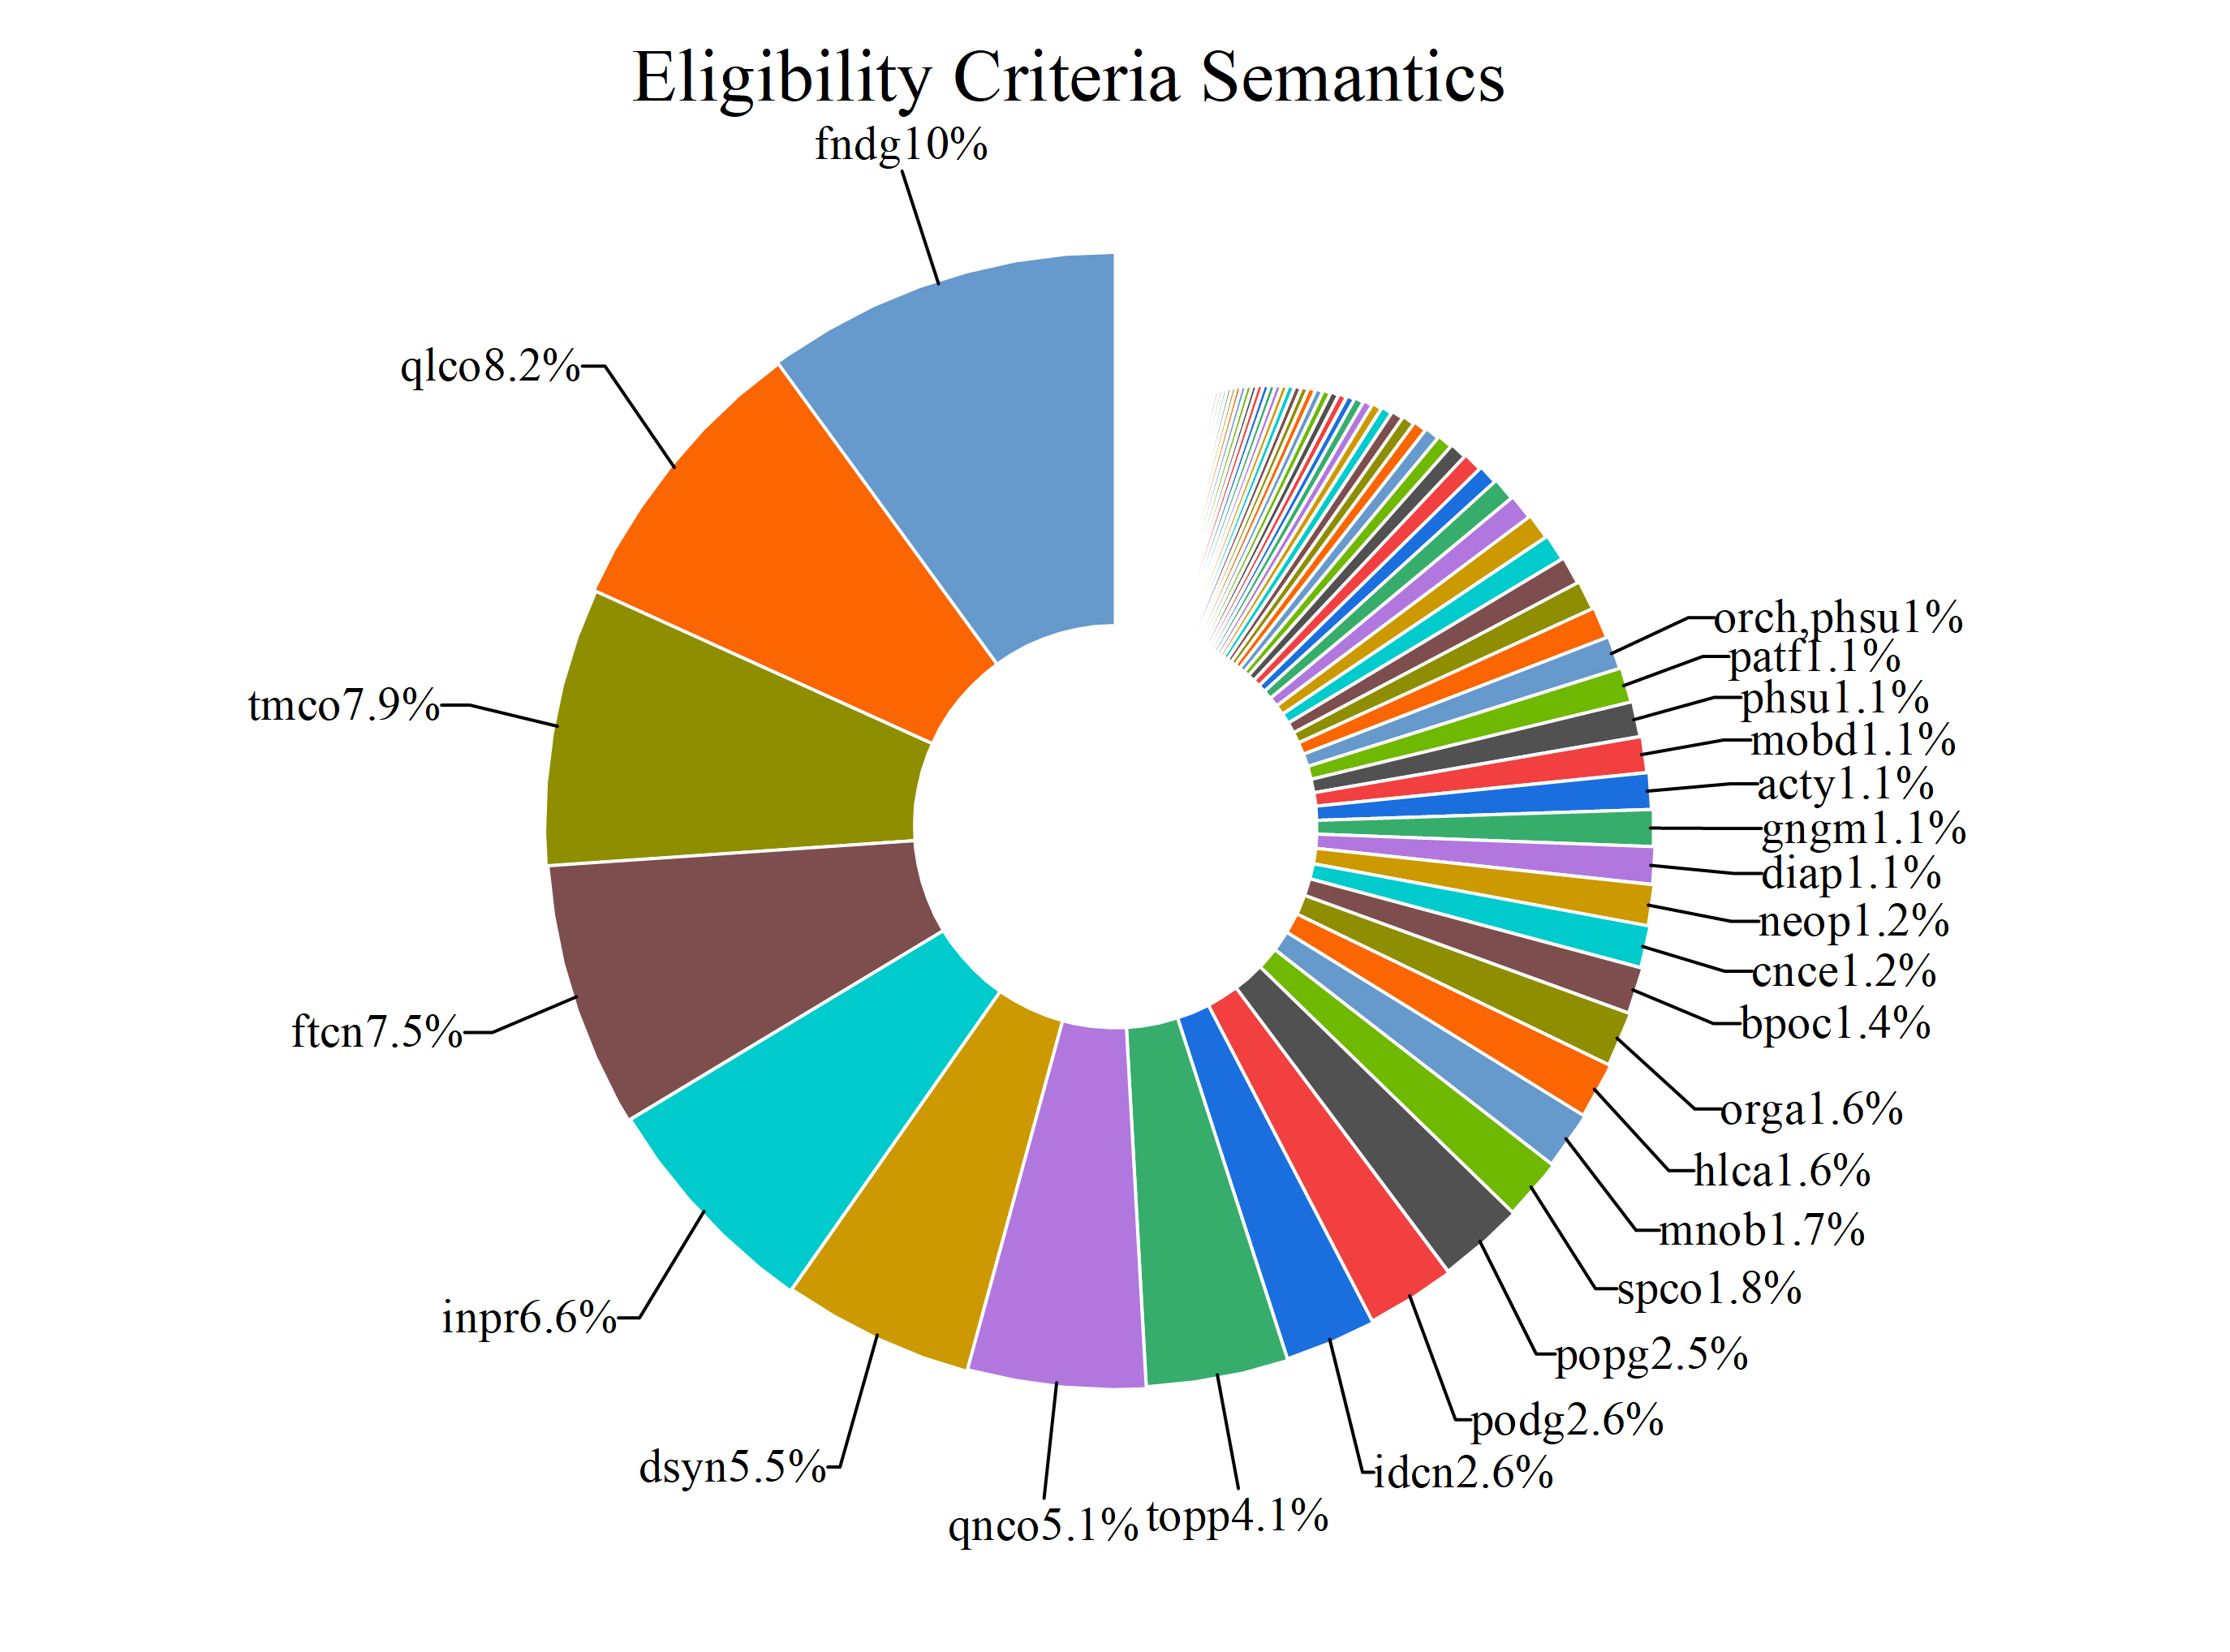 Eligibility Criteria Semantics
fndg10%
qlco8.2%
tmco7.9%
ftcn7.5%
inpr6.6%
dsyn5.5%
qnco5.1%
topp4.1%
idcn2.6%
podg2.6%
popg2.5%
spco1.8%
mnob1.7%
hlca1.6%
orga1.6%
bpoc1.4%
cnce1.2%
neop1.2%
diap1.1%
gngm1.1%
acty1.1%
mobd1.1%
phsu1.1%
patf1.1%
orch,phsu1%